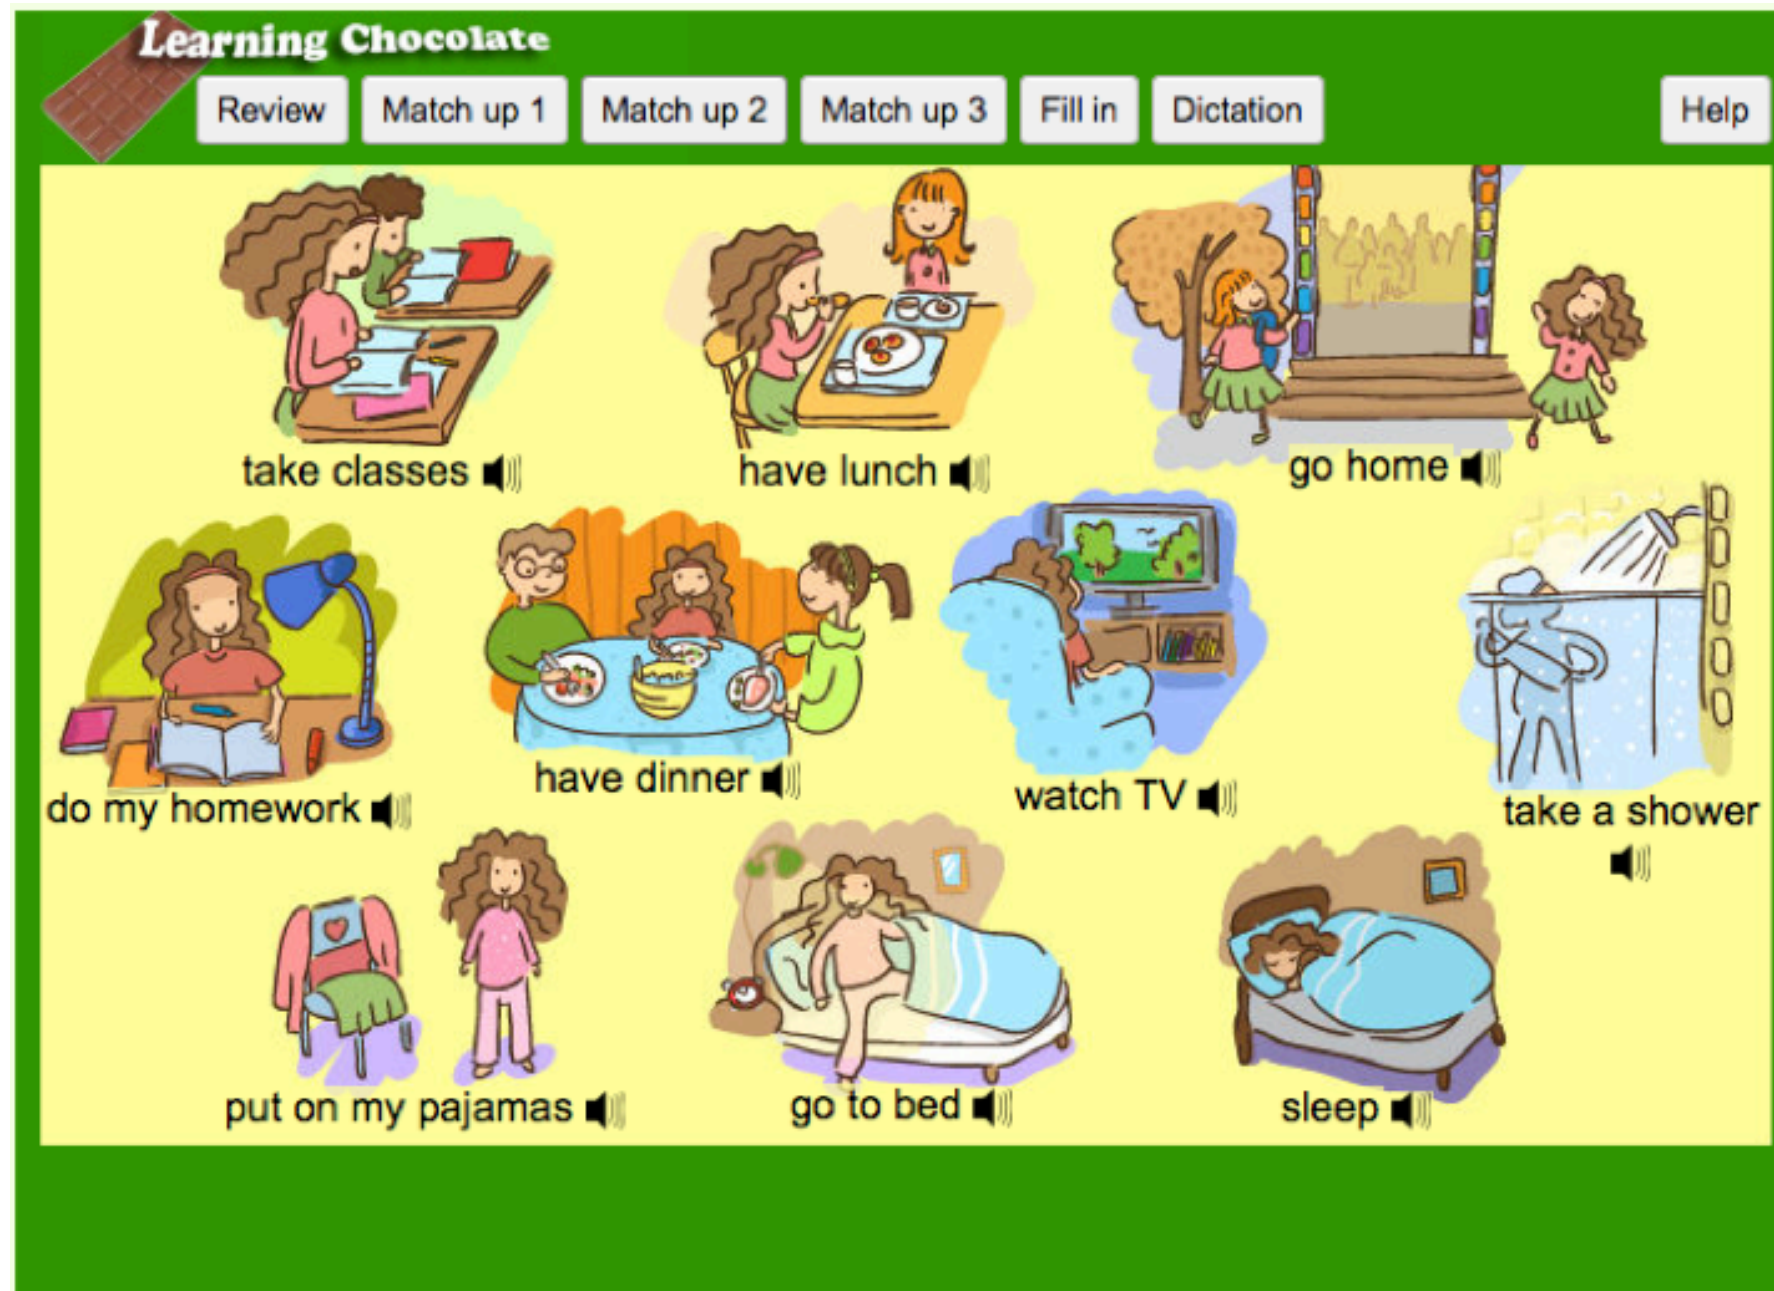 Learning Chocolate
Review
Match up 1
Match up 2
Match up 3
Fill in
Dictation
Help
take classes
have lunch
go home
do my homework
have dinner
watch TV
take a shower
put on my pajamas
go to bed
sleep